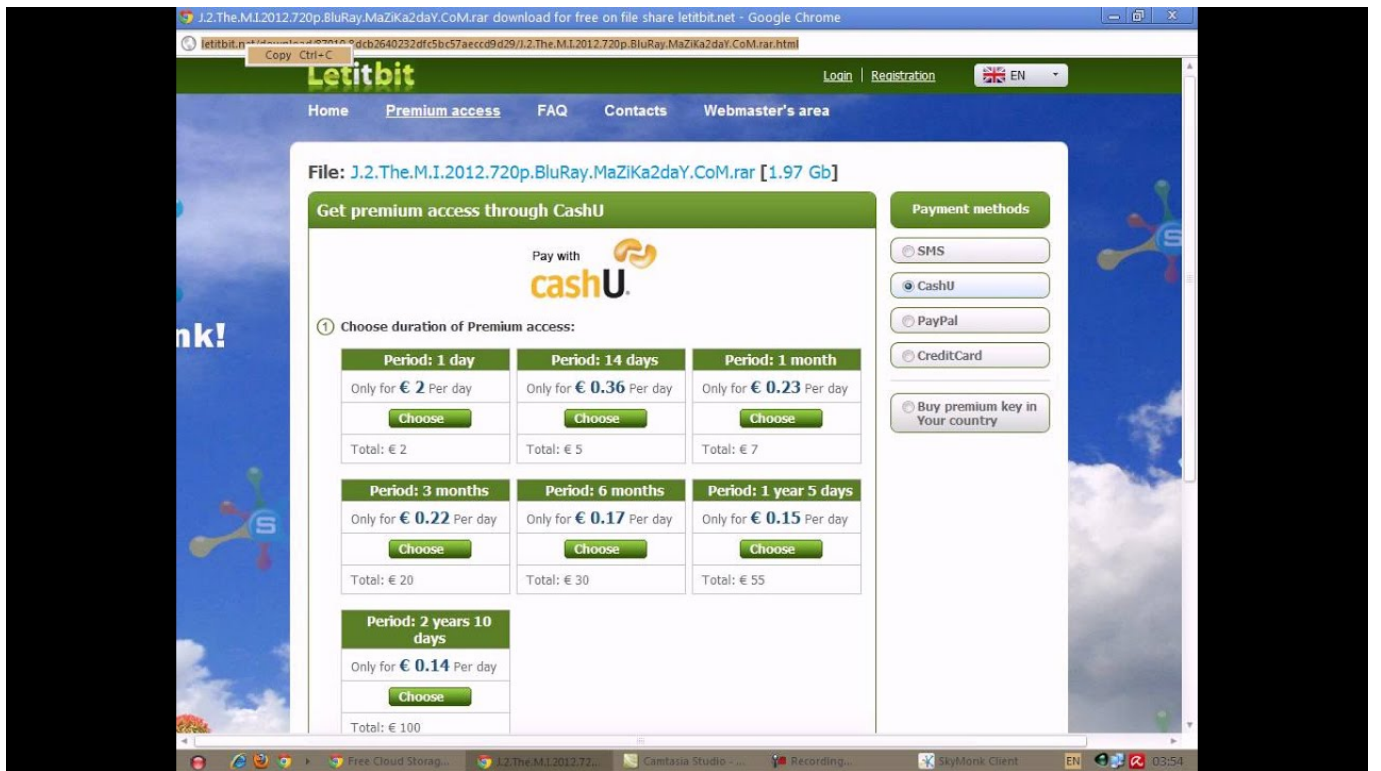 J.2.The.M.I.2012.720p.BluRay.MaZiKa2daY.CoM.rar download for free on file share letitbit.net - Google Chrome
dcb2640232dfc5bc57aeccd9d29/J.2.The.M.I.2012.720p.BluRay.MaZiKa2daY.CoM.rar.html
Copy Ctrl+C
Letitbit
Login | Registration
EN
Home Premium access FAQ Contacts Webmaster's area
File: J.2.The.M.I.2012.720p.BluRay.MaZiKa2daY.CoM.rar [1.97 Gb]
Get premium access through CashU
Pay with
cashU.
1 Choose duration of Premium access:
Period: 1 day Period: 14 days Period: 1 month
Only for € 2 Per day Only for € 0.36 Per day Only for € 0.23 Per day
Choose Choose Choose
Total: € 2 Total: € 5 Total: € 7
Period: 3 months Period: 6 months Period: 1 year 5 days
Only for € 0.22 Per day Only for € 0.17 Per day Only for € 0.15 Per day
Choose Choose Choose
Total: € 20 Total: € 30 Total: € 55
Period: 2 years 10
days
Only for € 0.14 Per day
Choose
Total: € 100
Payment methods
SMS
CashU
PayPal
CreditCard
Buy premium key in
Your country
nk!
S
S
Free Cloud Storag... J.2.The.M.I.2012.72... Camtasia Studio - ... Recording... SkyMonk Client EN 03:54